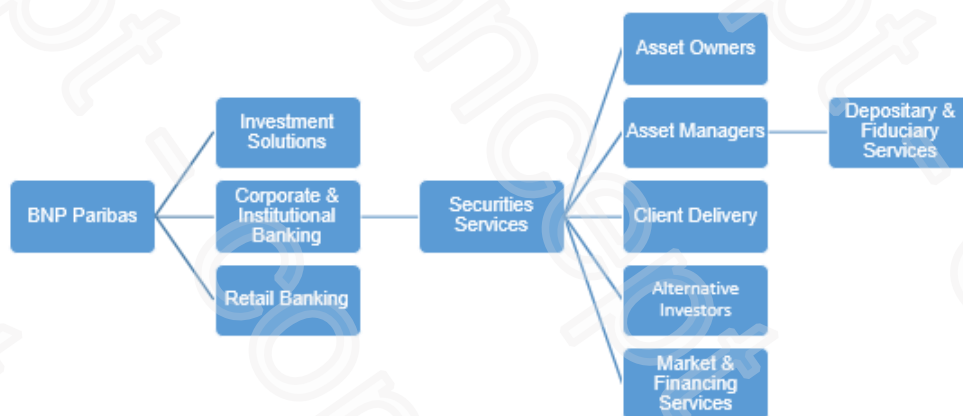 Asset Owners
Investment
Solutions
Asset Managers
Depositary &
Fiduciary
Services
BNP Paribas
Corporate &
Institutional
Banking
Securities
Services
Client Delivery
Retail Banking
Alternative
Investors
Market &
Financing
Services